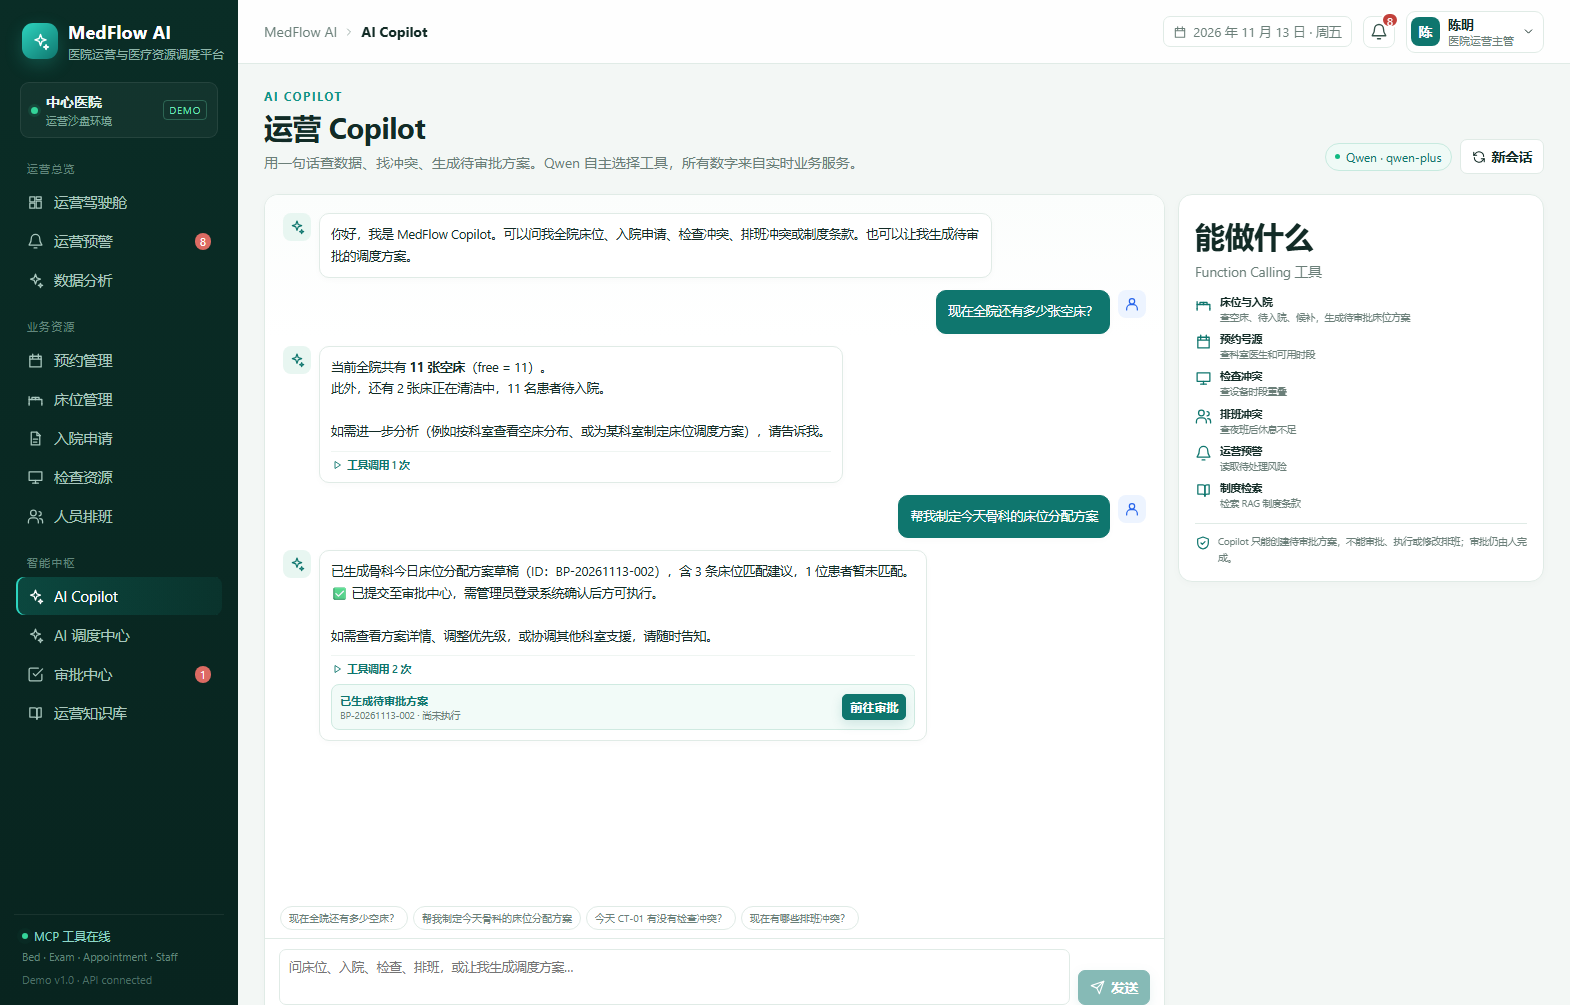 MedFlow AI
医院运营与医疗资源调度平台
中心医院
运营沙盘环境
DEMO
运营总览
运营驾驶舱
运营预警
8
数据分析
业务资源
预约管理
床位管理
入院申请
检查资源
人员排班
智能中枢
AI Copilot
AI 调度中心
审批中心
1
运营知识库
MCP 工具在线
Bed · Exam · Appointment · Staff
Demo v1.0 · API connected
MedFlow AI › AI Copilot
2026 年 11 月 13 日 · 周五
8
陈
陈明
医院运营主管
AI COPILOT
运营 Copilot
用一句话查数据、找冲突、生成待审批方案。Qwen 自主选择工具，所有数字来自实时业务服务。
Qwen · qwen-plus
新会话
你好，我是 MedFlow Copilot。可以问我全院床位、入院申请、检查冲突、排班冲突或制度条款。也可以让我生成待审
批的调度方案。
现在全院还有多少张空床？
当前全院共有 11 张空床（free = 11）。
此外，还有 2 张床正在清洁中，11 名患者待入院。
如需进一步分析（例如按科室查看空床分布、或为某科室制定床位调度方案），请告诉我。
工具调用 1 次
帮我制定今天骨科的床位分配方案
已生成骨科今日床位分配方案草稿（ID：BP-20261113-002），含 3 条床位匹配建议，1 位患者暂未匹配。
✅ 已提交至审批中心，需管理员登录系统确认后方可执行。
如需查看方案详情、调整优先级，或协调其他科室支援，请随时告知。
工具调用 2 次
已生成待审批方案
BP-20261113-002 · 尚未执行
前往审批
现在全院还有多少空床？
帮我制定今天骨科的床位分配方案
今天 CT-01 有没有检查冲突？
现在有哪些排班冲突？
问床位、入院、检查、排班，或让我生成调度方案...
发送
能做什么
Function Calling 工具
床位与入院
查空床、待入院、候补，生成待审批床位方案
预约号源
查科室医生和可用时段
检查冲突
查设备时段重叠
排班冲突
查夜班后休息不足
运营预警
读取待处理风险
制度检索
检索 RAG 制度条款
Copilot 只能创建待审批方案，不能审批、执行或修改排班；审批仍由人完
成。